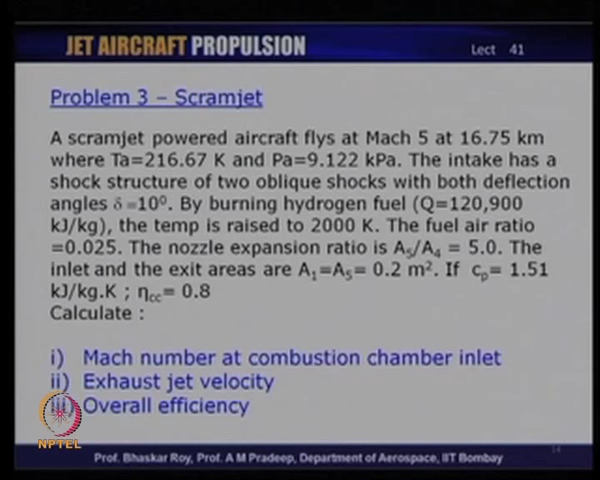 JET AIRCRAFT PROPULSION
Lect 41
Problem 3 – Scramjet
A scramjet powered aircraft flys at Mach 5 at 16.75 km
where Ta=216.67 K and Pa=9.122 kPa. The intake has a
shock structure of two oblique shocks with both deflection
angles δ =10⁰. By burning hydrogen fuel (Q=120,900
kJ/kg), the temp is raised to 2000 K. The fuel air ratio
=0.025. The nozzle expansion ratio is A₅/A₄ = 5.0. The
inlet and the exit areas are A₁=A₅= 0.2 m². If cₚ= 1.51
kJ/kg.K ; ηcc= 0.8
Calculate :
i) Mach number at combustion chamber inlet
ii) Exhaust jet velocity
iii) Overall efficiency
NPTEL
Prof. Bhaskar Roy, Prof. A M Pradeep, Department of Aerospace, IIT Bombay
14